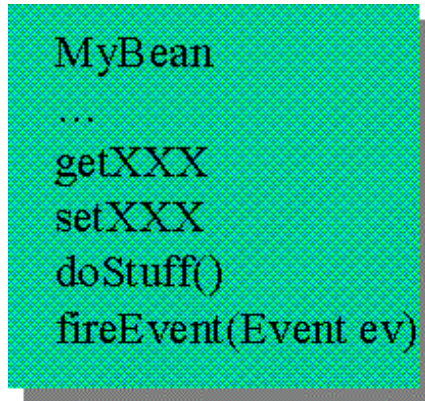 MyBean
...
getXXX
setXXX
doStuff()
fireEvent(Event ev)